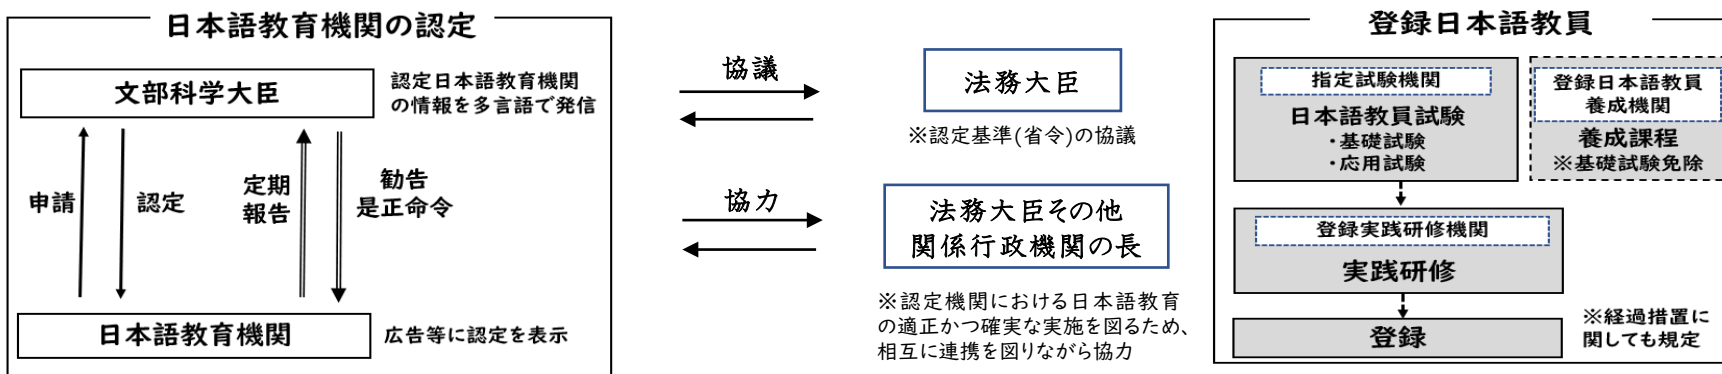 日本語教育機関の認定
文部科学大臣
認定日本語教育機関
の情報を多言語で発信
申請
認定
定期
報告
勧告
是正命令
日本語教育機関
広告等に認定を表示
協議
法務大臣
※認定基準(省令)の協議
協力
法務大臣その他
関係行政機関の長
※認定機関における日本語教育
の適正かつ確実な実施を図るため、
相互に連携を図りながら協力
登録日本語教員
指定試験機関
日本語教員試験
・基礎試験
・応用試験
登録日本語教員
養成機関
養成課程
※基礎試験免除
登録実践研修機関
実践研修
登録
※経過措置に
関しても規定